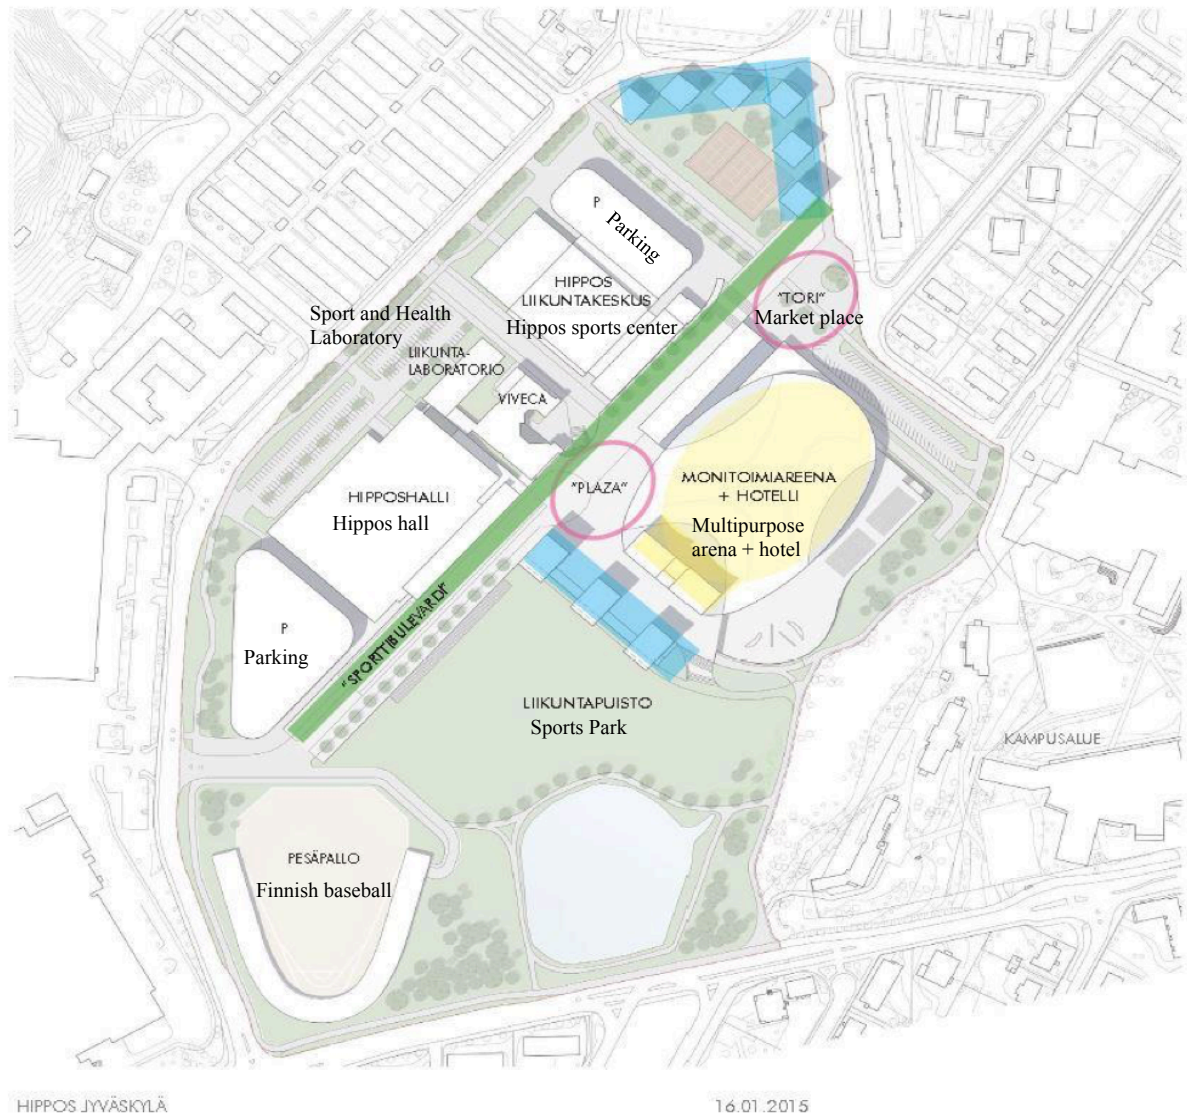 P
Parking
HIPPOS
LIIKUNTAKESKUS
Hippos sports center
"TORI"
Market place
Sport and Health
Laboratory
LIIKUNTA-
LABORATORIO
VIVECA
"PLAZA"
MONITOIMIAREENA
+ HOTELLI
Multipurpose
arena + hotel
HIPPOSHALLI
Hippos hall
"SPORTTIBULEVARDI"
P
Parking
LIIKUNTAPUISTO
Sports Park
KAMPUSALUE
PESÄPALLO
Finnish baseball
HIPPOS JYVÄSKYLÄ
16.01.2015